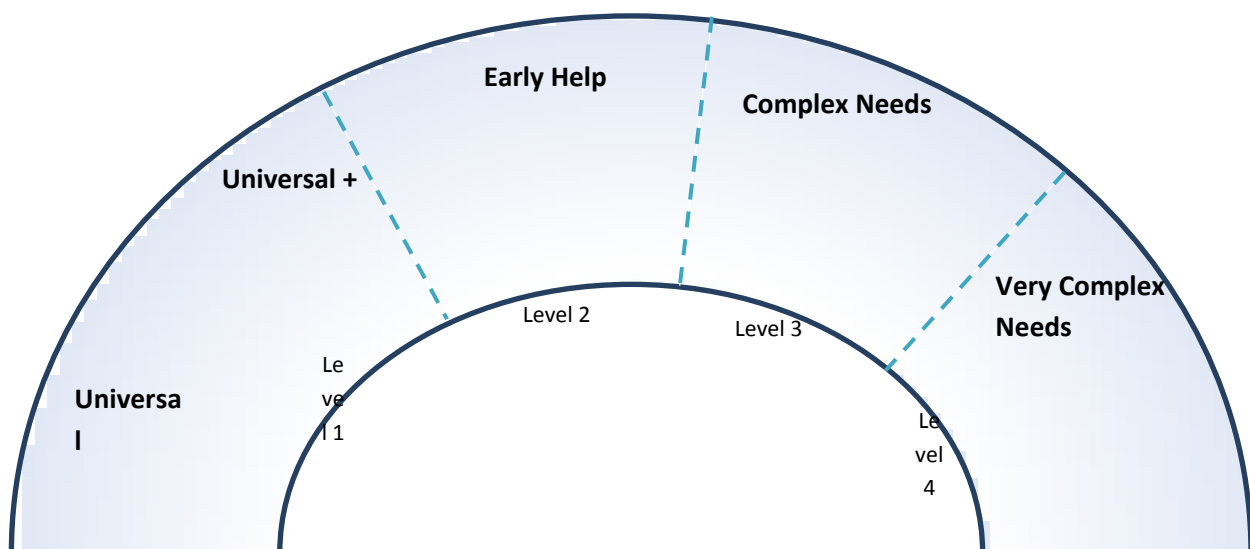 Early Help
Complex Needs
Universal +
Very Complex
Needs
Level 2
Level 3
Le
ve
l 1
Universa
l
Le
vel
4